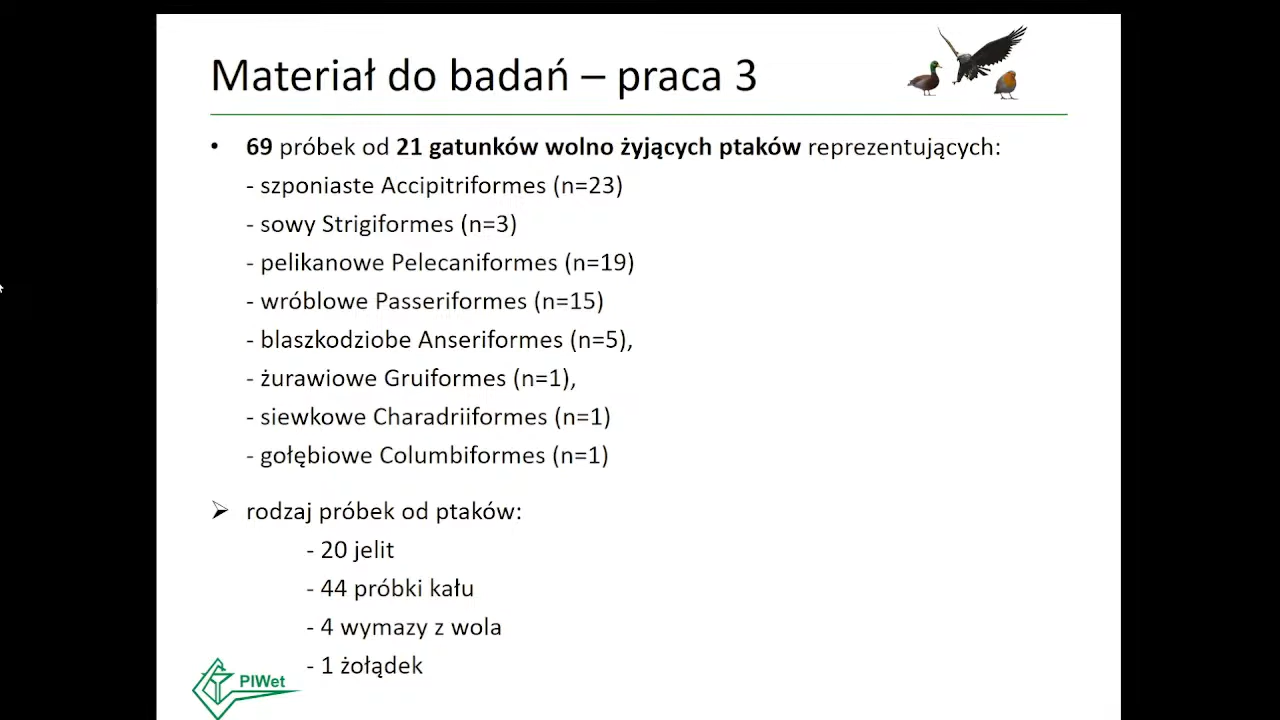 Materiał do badań – praca 3
• 69 próbek od 21 gatunków wolno żyjących ptaków reprezentujących:
- szponiaste Accipitriformes (n=23)
- sowy Strigiformes (n=3)
- pelikanowe Pelecaniformes (n=19)
- wróblowe Passeriformes (n=15)
- blaszkodziobe Anseriformes (n=5),
- żurawiowe Gruiformes (n=1),
- siewkowe Charadriiformes (n=1)
- gołębiowe Columbiformes (n=1)
➢ rodzaj próbek od ptaków:
- 20 jelit
- 44 próbki kału
- 4 wymazy z wola
- 1 żołądek
PIWet